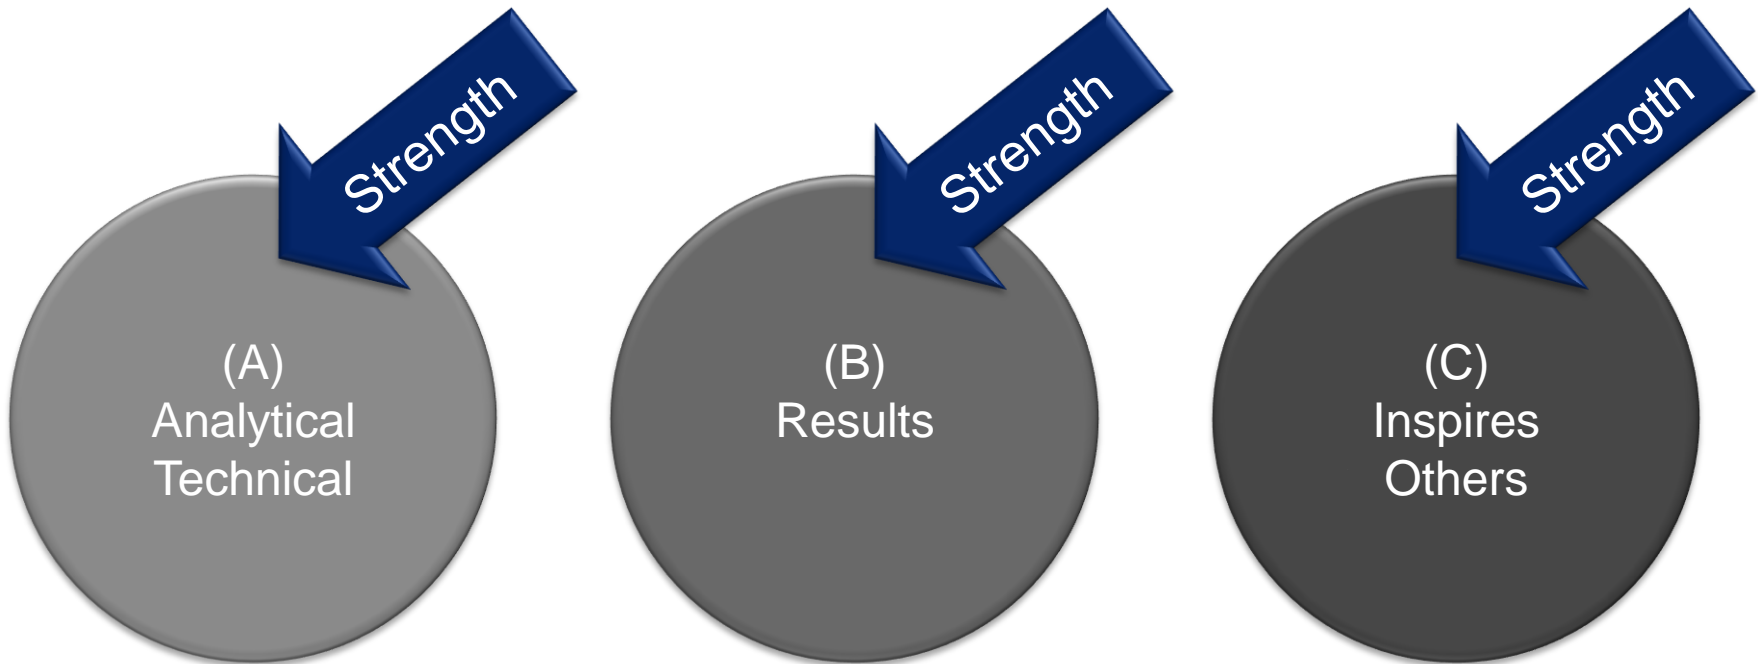 Strength
Strength
Strength
(A)
Analytical
Technical
(B)
Results
(C)
Inspires
Others